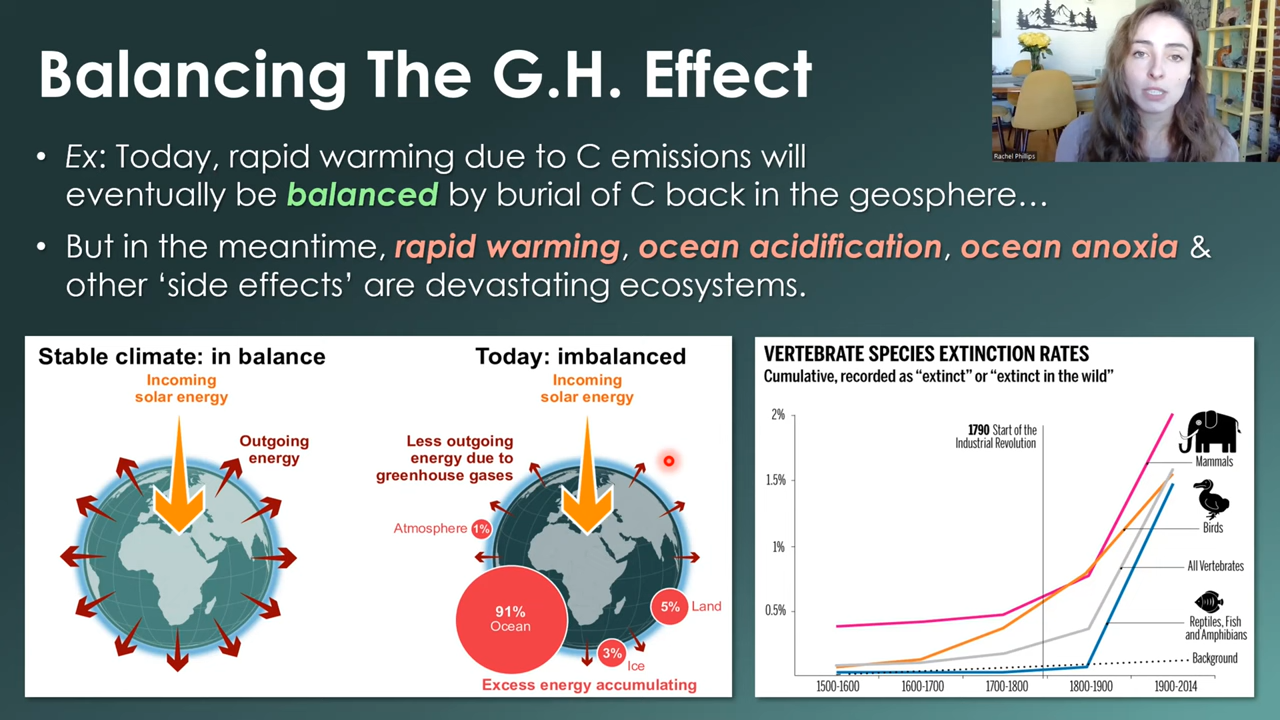 Balancing The G.H. Effect
Rachel Phillips
• Ex: Today, rapid warming due to C emissions will
eventually be balanced by burial of C back in the geosphere…
• But in the meantime, rapid warming, ocean acidification, ocean anoxia &
other ‘side effects’ are devastating ecosystems.
Stable climate: in balance
Incoming
solar energy
Outgoing
energy
Today: imbalanced
Incoming
solar energy
Less outgoing
energy due to
greenhouse gases
Atmosphere 1%
91%
Ocean
5% Land
3%
Ice
Excess energy accumulating
VERTEBRATE SPECIES EXTINCTION RATES
Cumulative, recorded as “extinct” or “extinct in the wild”
2%
1.5%
1%
0.5%
1790 Start of the
Industrial Revolution
Mammals
Birds
All Vertebrates
Reptiles, Fish
and Amphibians
Background
1500-1600
1600-1700
1700-1800
1800-1900
1900-2014